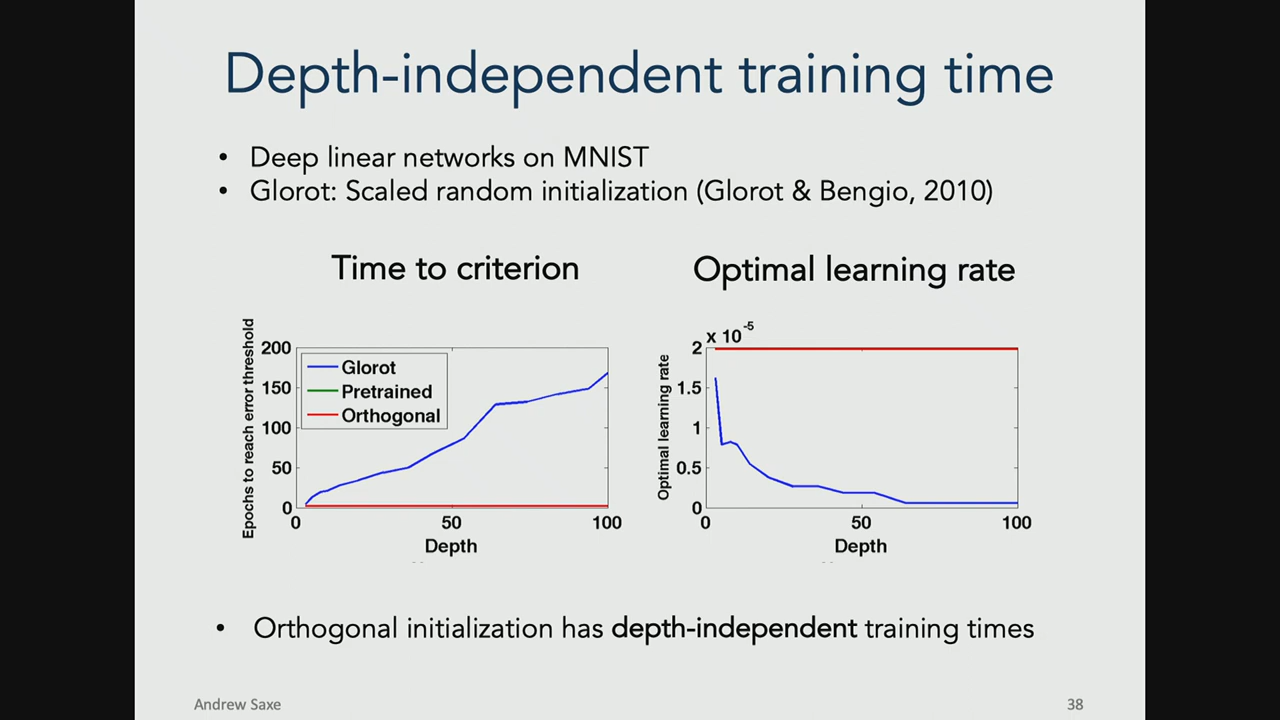 Depth-independent training time
• Deep linear networks on MNIST
• Glorot: Scaled random initialization (Glorot & Bengio, 2010)
Time to criterion
Optimal learning rate
Epochs to reach error threshold
200
150
100
50
0
Glorot
Pretrained
Orthogonal
0 50 100
Depth
Optimal learning rate
x 10^-5
2
1.5
1
0.5
0
0 50 100
Depth
• Orthogonal initialization has depth-independent training times
Andrew Saxe
38